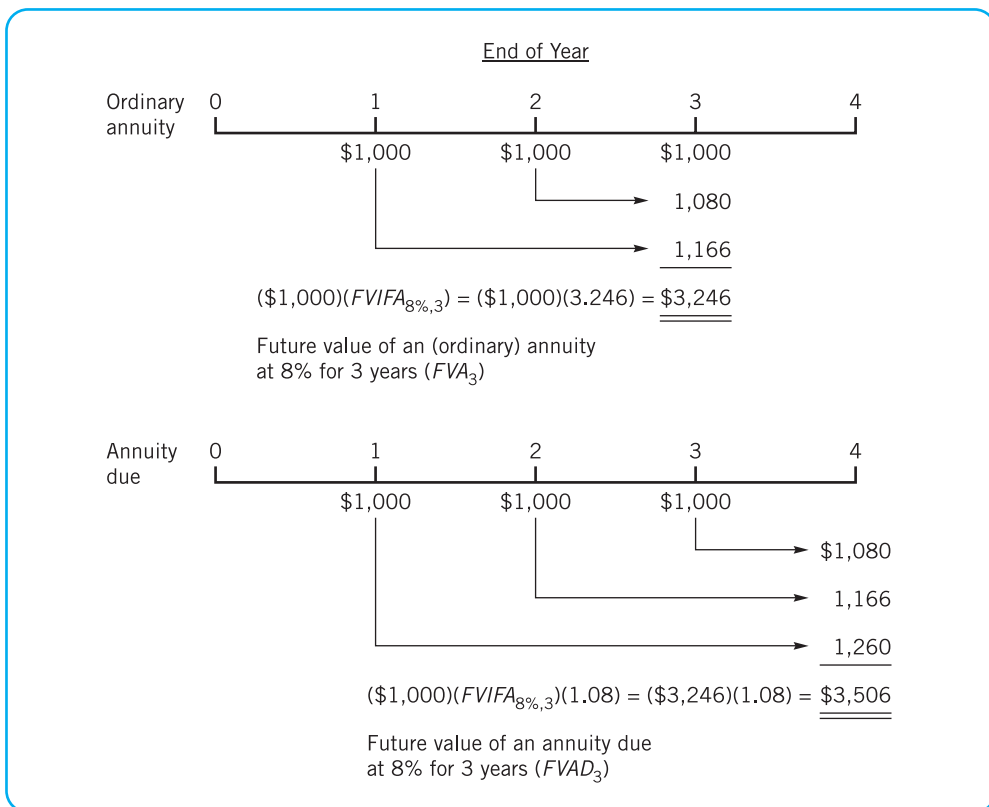 End of Year
Ordinary annuity
0 1 2 3 4
$1,000 $1,000 $1,000
1,080
1,166
($1,000)(FVIFA8%,3) = ($1,000)(3.246) = $3,246
Future value of an (ordinary) annuity
at 8% for 3 years (FVA3)
Annuity due
0 1 2 3 4
$1,000 $1,000 $1,000
$1,080
1,166
1,260
($1,000)(FVIFA8%,3)(1.08) = ($3,246)(1.08) = $3,506
Future value of an annuity due
at 8% for 3 years (FVAD3)